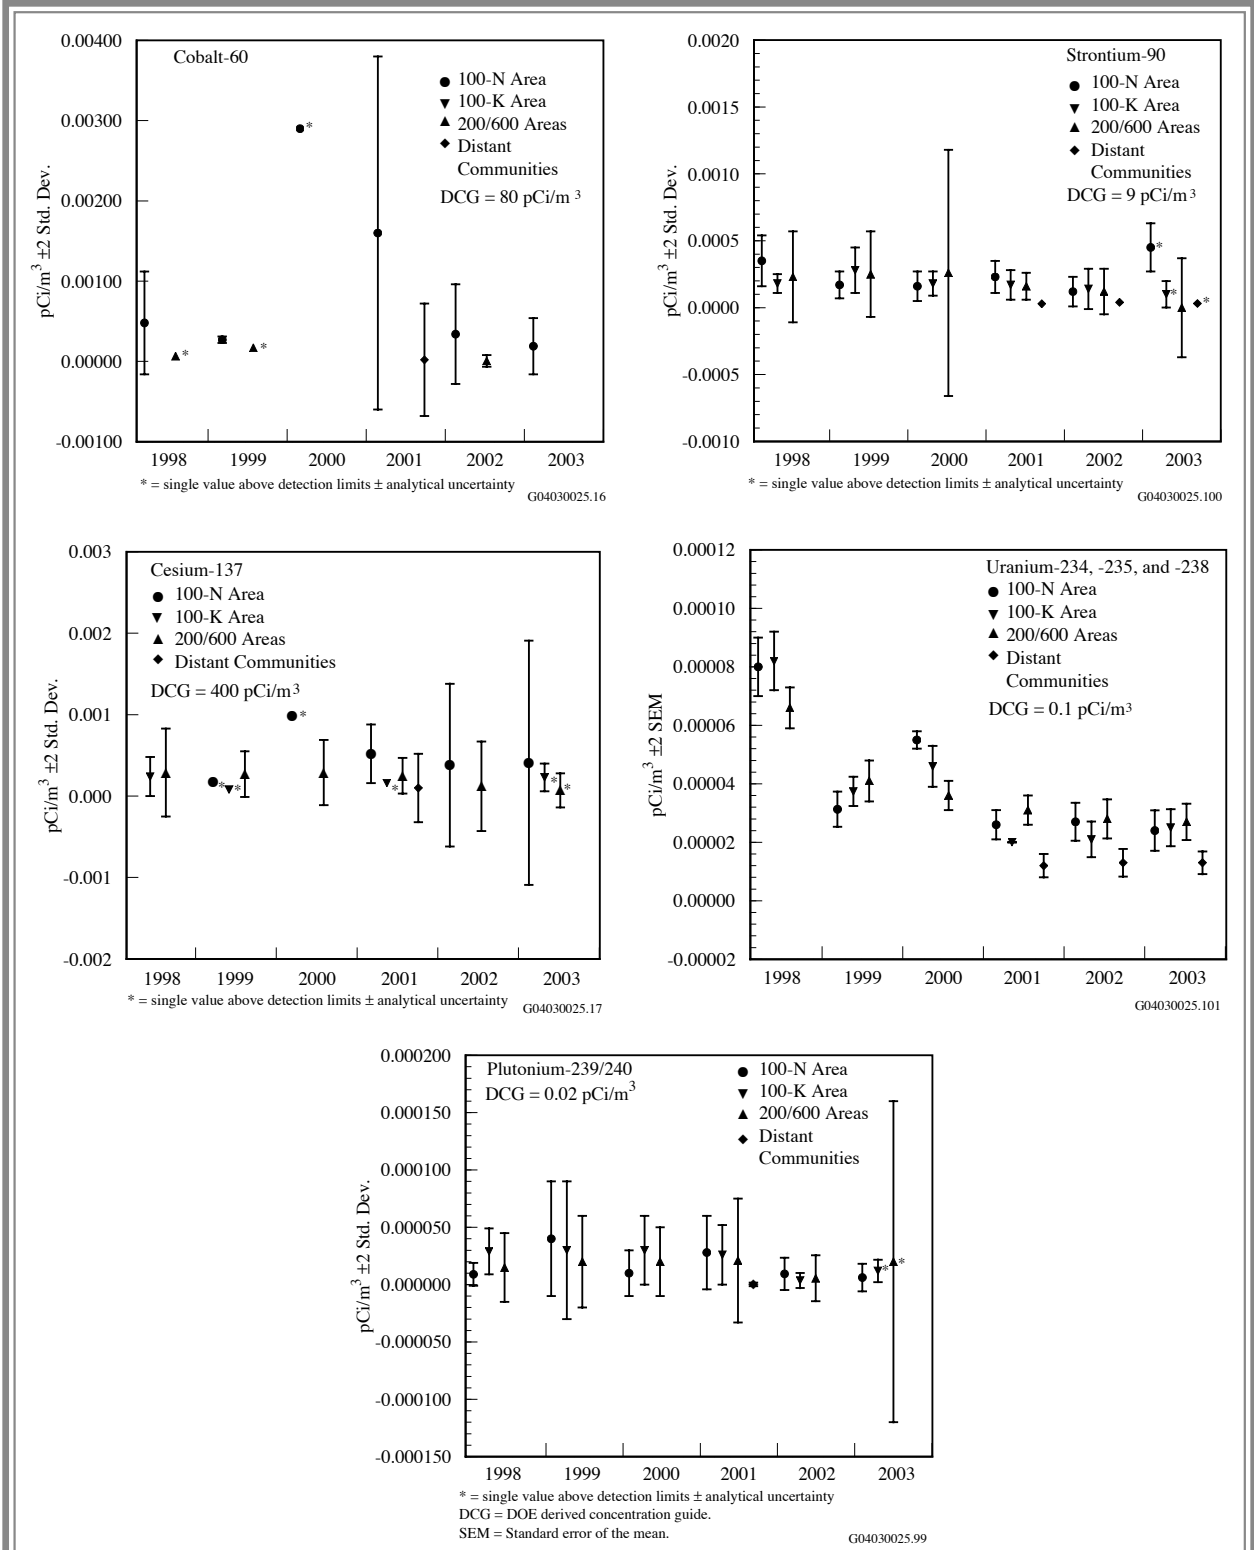 Cobalt-60
100-N Area
100-K Area
200/600 Areas
Distant
Communities
DCG = 80 pCi/m 3
pCi/m3 ±2 Std. Dev.
0.00400
0.00300
0.00200
0.00100
0.00000
-0.00100
* * *
1998 1999 2000 2001 2002 2003
* = single value above detection limits ± analytical uncertainty
G04030025.16
Strontium-90
100-N Area
100-K Area
200/600 Areas
Distant
Communities
DCG = 9 pCi/m3
pCi/m3 ±2 Std. Dev.
0.0020
0.0015
0.0010
0.0005
0.0000
-0.0005
-0.0010
* * *
1998 1999 2000 2001 2002 2003
* = single value above detection limits ± analytical uncertainty
G04030025.100
Cesium-137
100-N Area
100-K Area
200/600 Areas
Distant Communities
DCG = 400 pCi/m3
pCi/m3 ±2 Std. Dev.
0.003
0.002
0.001
0.000
-0.001
-0.002
* * * * * *
1998 1999 2000 2001 2002 2003
* = single value above detection limits ± analytical uncertainty
G04030025.17
Uranium-234, -235, and -238
100-N Area
100-K Area
200/600 Areas
Distant
Communities
DCG = 0.1 pCi/m3
pCi/m3 ±2 SEM
0.00012
0.00010
0.00008
0.00006
0.00004
0.00002
0.00000
-0.00002
1998 1999 2000 2001 2002 2003
G04030025.101
Plutonium-239/240
DCG = 0.02 pCi/m3
100-N Area
100-K Area
200/600 Areas
Distant
Communities
pCi/m3 ±2 Std. Dev.
0.000200
0.000150
0.000100
0.000050
0.000000
-0.000050
-0.000100
-0.000150
* *
1998 1999 2000 2001 2002 2003
* = single value above detection limits ± analytical uncertainty
DCG = DOE derived concentration guide.
SEM = Standard error of the mean.
G04030025.99